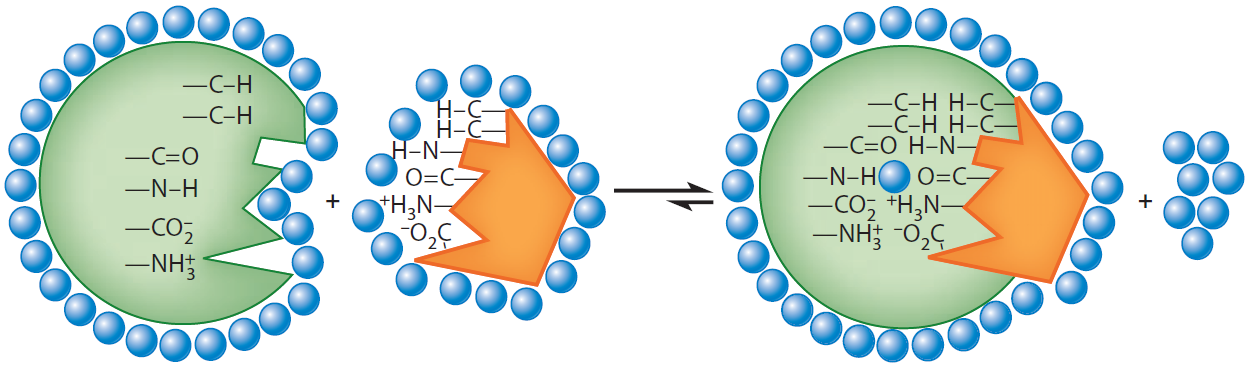 —C–H
—C–H
—C=O
—N–H
—CO₂⁻
—NH₃⁺
+
H–C—
H–C—
H–N—
O=C—
⁺H₃N—
⁻O₂C
—C–H H–C—
—C–H H–C—
—C=O H–N—
—N–H O=C—
—CO₂⁻ ⁺H₃N—
—NH₃⁺ ⁻O₂C
+